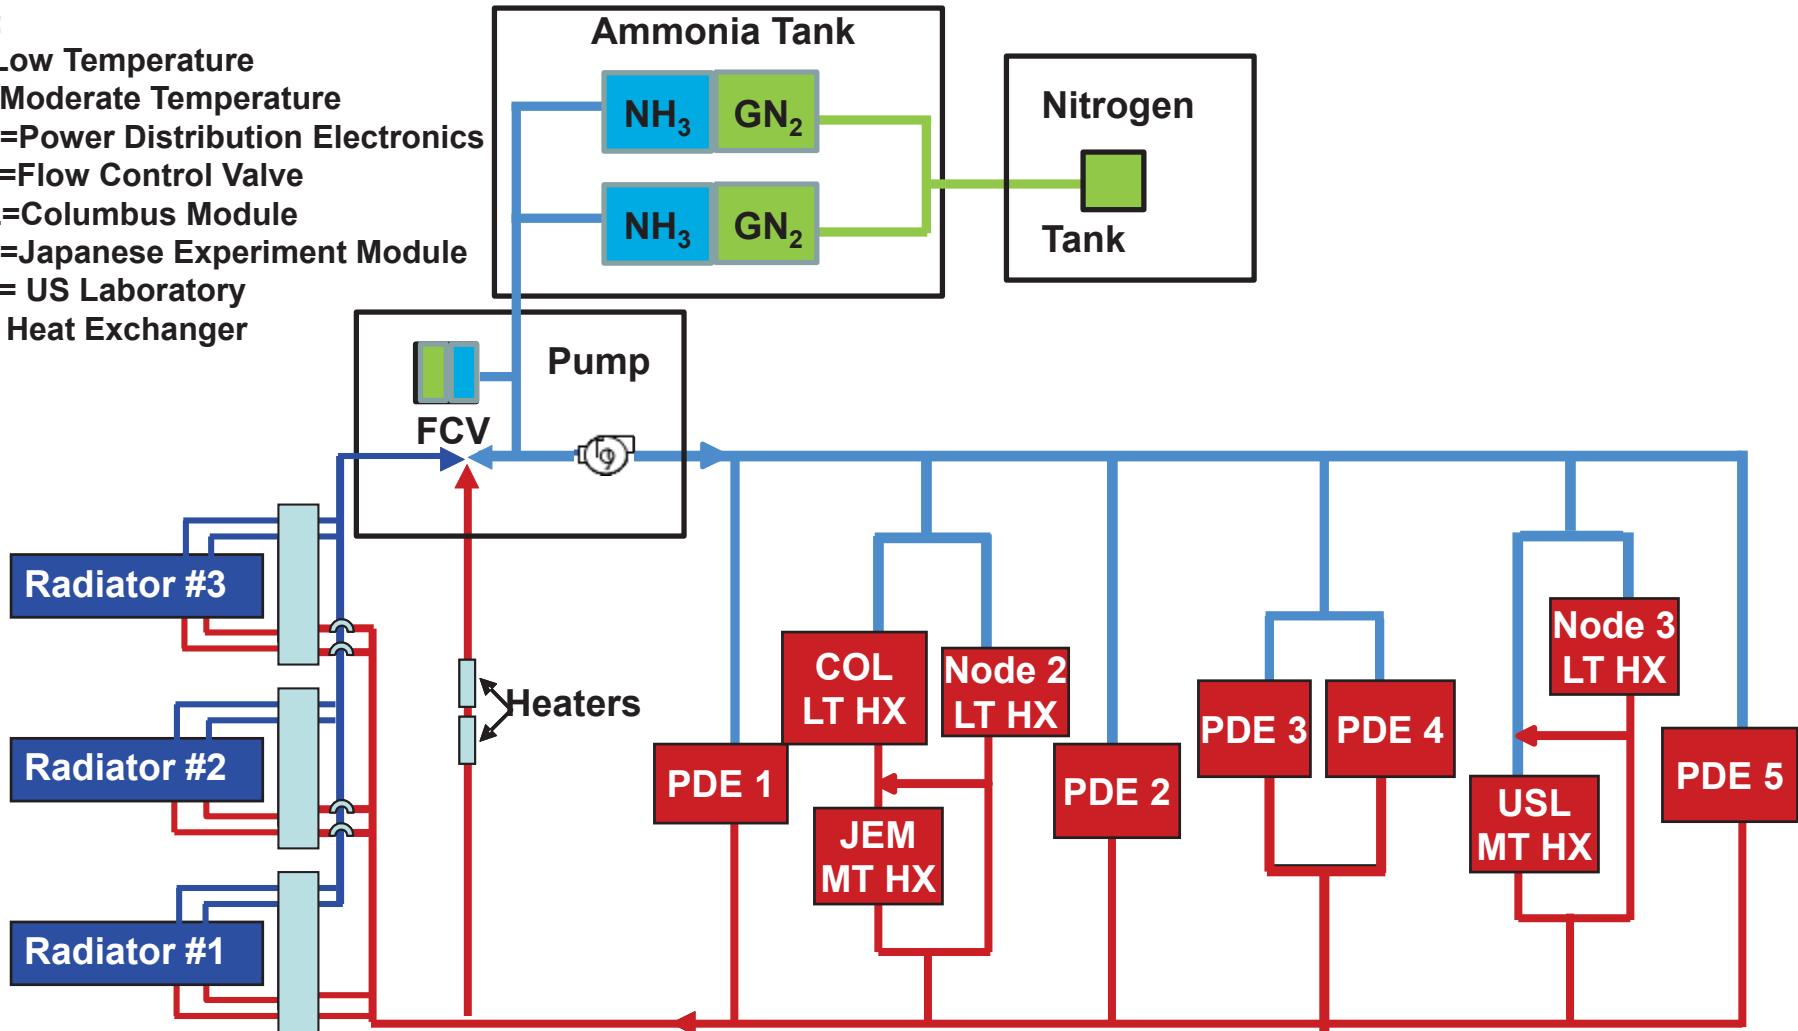 Low Temperature
Moderate Temperature
=Power Distribution Electronics
=Flow Control Valve
=Columbus Module
=Japanese Experiment Module
= US Laboratory
Heat Exchanger
Ammonia Tank
NH₃ GN₂
NH₃ GN₂
Nitrogen
Tank
Pump
FCV
Radiator #3
Radiator #2
Radiator #1
Heaters
PDE 1
COL
LT HX
Node 2
LT HX
JEM
MT HX
PDE 2
PDE 3
PDE 4
Node 3
LT HX
USL
MT HX
PDE 5